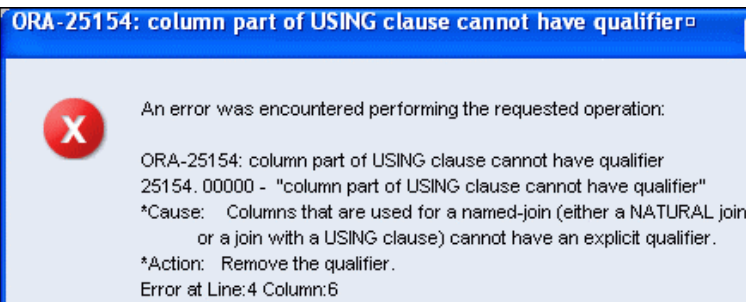 ORA-25154: column part of USING clause cannot have qualifier
An error was encountered performing the requested operation:
ORA-25154: column part of USING clause cannot have qualifier
25154. 00000 - "column part of USING clause cannot have qualifier"
*Cause: Columns that are used for a named-join (either a NATURAL join
or a join with a USING clause) cannot have an explicit qualifier.
*Action: Remove the qualifier.
Error at Line:4 Column:6